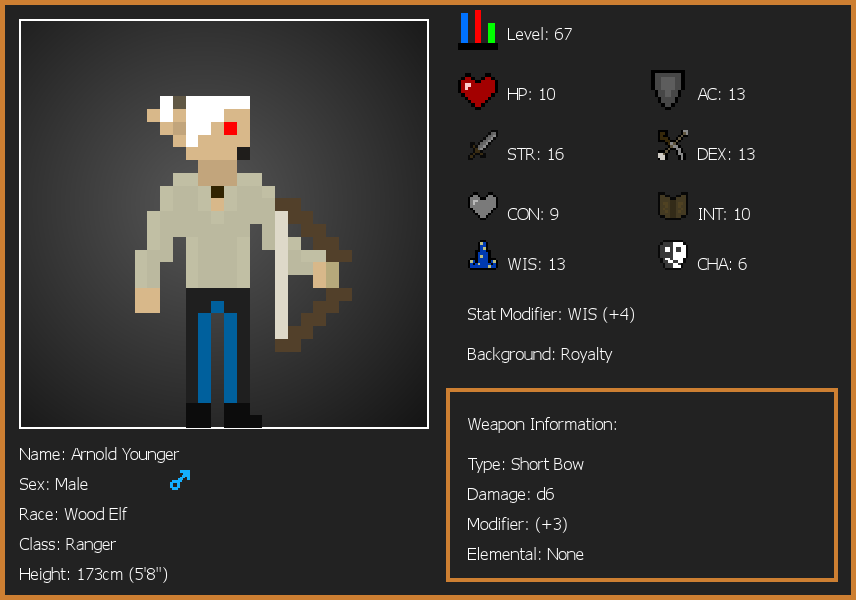 Level: 67
HP: 10
AC: 13
STR: 16
DEX: 13
CON: 9
INT: 10
WIS: 13
CHA: 6
Stat Modifier: WIS (+4)
Background: Royalty
Weapon Information:
Type: Short Bow
Damage: d6
Modifier: (+3)
Elemental: None
Name: Arnold Younger
Sex: Male
Race: Wood Elf
Class: Ranger
Height: 173cm (5'8")